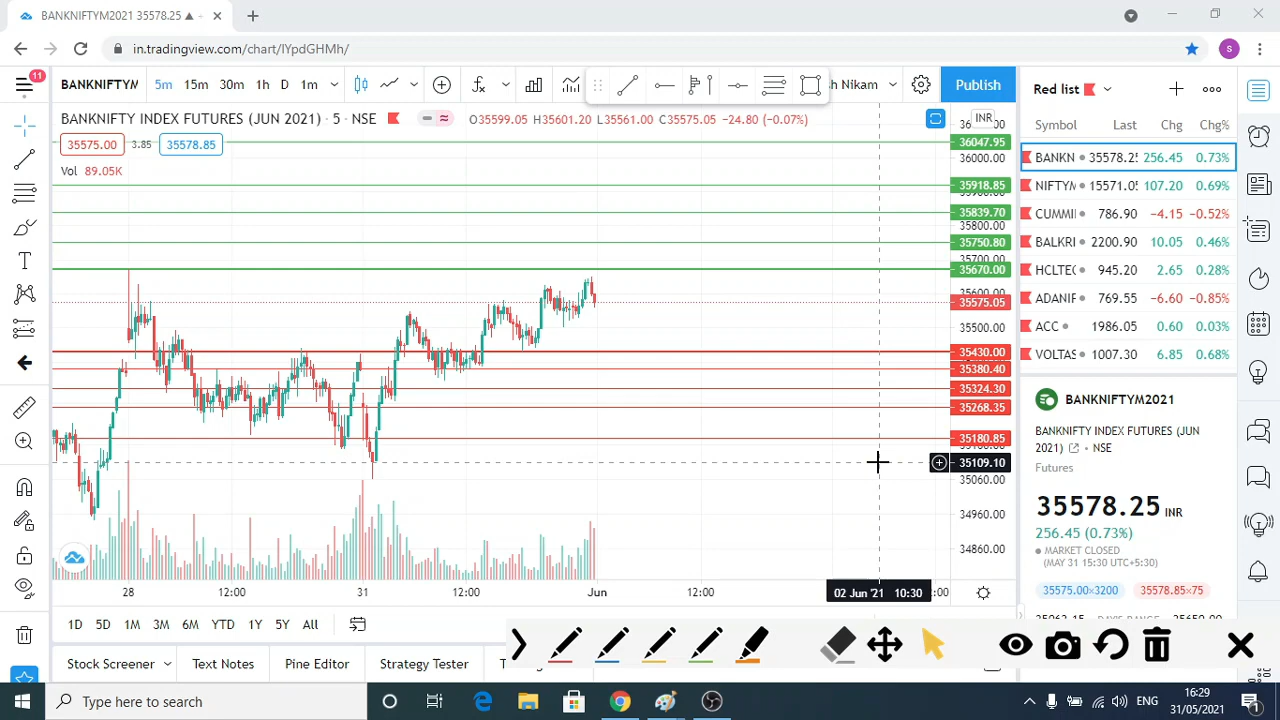 BANKNIFTYM2021 35578.25 ▲
in.tradingview.com/chart/IYpdGHMh/
S
11
BANKNIFTYM 5m 15m 30m 1h D 1m
h Nikam
Publish
BANKNIFTY INDEX FUTURES (JUN 2021) · 5 · NSE O35599.05 H35601.20 L35561.00 C35575.05 −24.80 (−0.07%)
INR
35575.00 3.85 35578.85
Vol 89.05K
36047.95
36000.00
35918.85
35839.70
35800.00
35750.80
35700.00
35670.00
35600.00
35575.05
35500.00
35430.00
35380.40
35324.30
35268.35
35180.85
35109.10
35060.00
34960.00
34860.00
28 12:00 31 12:00 Jun 12:00 02 Jun '21 10:30 :00
1D 5D 1M 3M 6M YTD 1Y 5Y All
Stock Screener Text Notes Pine Editor Strategy Tester
Red list
Symbol Last Chg Chg%
BANKN 35578.25 256.45 0.73%
NIFTYM 15571.05 107.20 0.69%
CUMMI 786.90 −4.15 −0.52%
BALKRI 2200.90 10.05 0.46%
HCLTEC 945.20 2.65 0.28%
ADANIF 769.55 −6.60 −0.85%
ACC 1986.05 0.60 0.03%
VOLTAS 1007.30 6.85 0.68%
BANKNIFTYM2021
BANKNIFTY INDEX FUTURES (JUN
2021) · NSE
Futures
35578.25 INR
256.45 (0.73%)
MARKET CLOSED
(MAY 31 15:30 UTC+5:30)
35575.00×3200 35578.85×75
Type here to search
ENG
16:29
31/05/2021
1